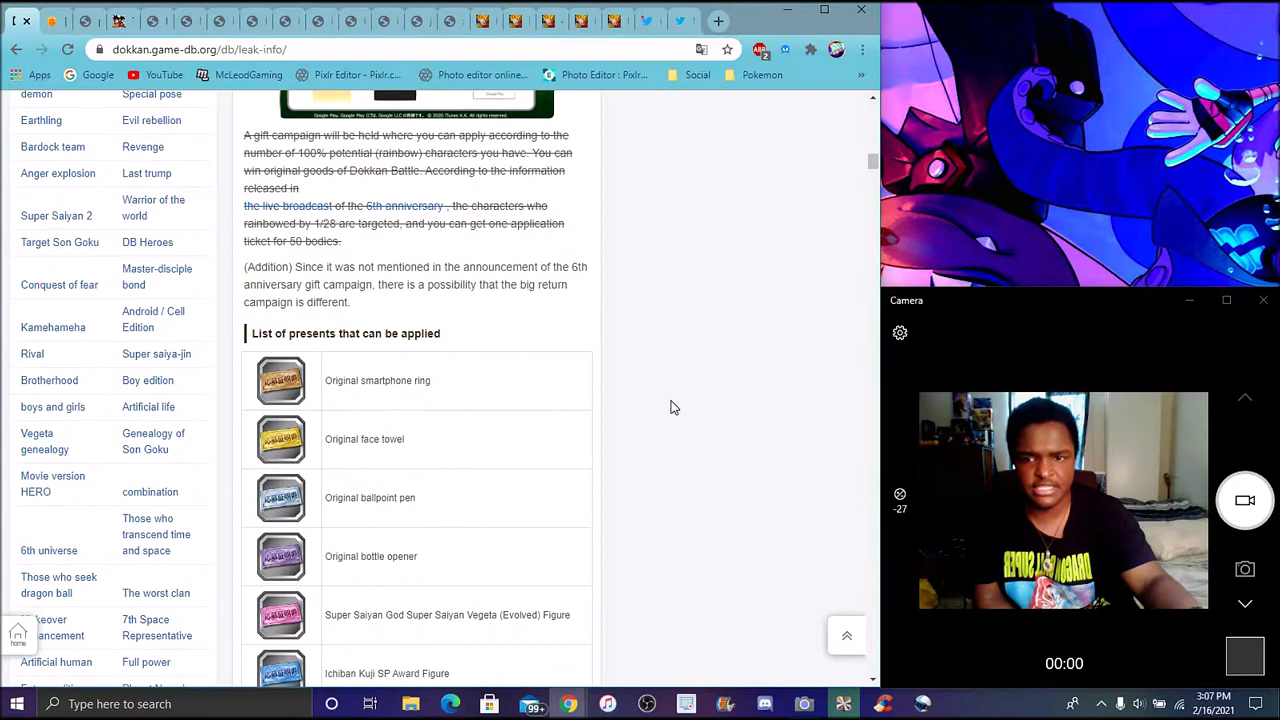 dokkan.game-db.org/db/leak-info/
Apps
Google
YouTube
McLeodGaming
Pixlr Editor - Pixlr.c...
Photo editor online...
Photo Editor : Pixlr...
Social
Pokemon
»
demon
Special pose
Earthling
Evil rebellion
Bardock team
Revenge
Anger explosion
Last trump
Super Saiyan 2
Warrior of the
world
Target Son Goku
DB Heroes
Conquest of fear
Master-disciple
bond
Kamehameha
Android / Cell
Edition
Rival
Super saiya-jin
Brotherhood
Boy edition
boys and girls
Artificial life
Vegeta
genealogy
Genealogy of
Son Goku
Movie version
HERO
combination
6th universe
Those who
transcend time
and space
Those who seek
dragon ball
The worst clan
7th Space
Representative
Artificial human
Full power
home
A gift campaign will be held where you can apply according to the
number of 100% potential (rainbow) characters you have. You can
win original goods of Dokkan Battle. According to the information
released in
the live broadcast of the 6th anniversary , the characters who
rainbowed by 1/28 are targeted, and you can get one application
ticket for 50 bodies.
(Addition) Since it was not mentioned in the announcement of the 6th
anniversary gift campaign, there is a possibility that the big return
campaign is different.
List of presents that can be applied
Original smartphone ring
Original face towel
Original ballpoint pen
Original bottle opener
Super Saiyan God Super Saiyan Vegeta (Evolved) Figure
Ichiban Kuji SP Award Figure
Camera
-27
DRAGON BALL SUPER
00:00
Type here to search
99+
3:07 PM
2/16/2021